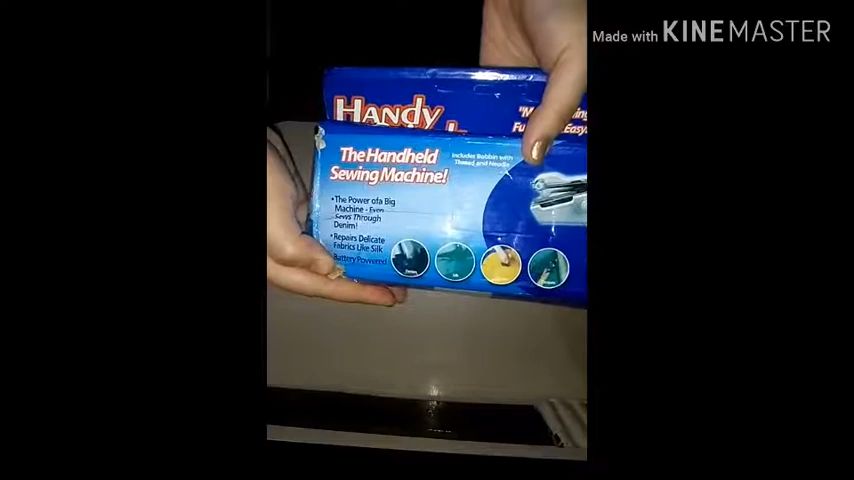 Made with KINEMASTER
Handy
The Handheld
Sewing Machine!
Includes Bobbin with
Thread and Needle
•The Power ofa Big
Machine - Even
Sews Through
Denim!
•Repairs Delicate
Fabrics Like Silk
Battery Powered